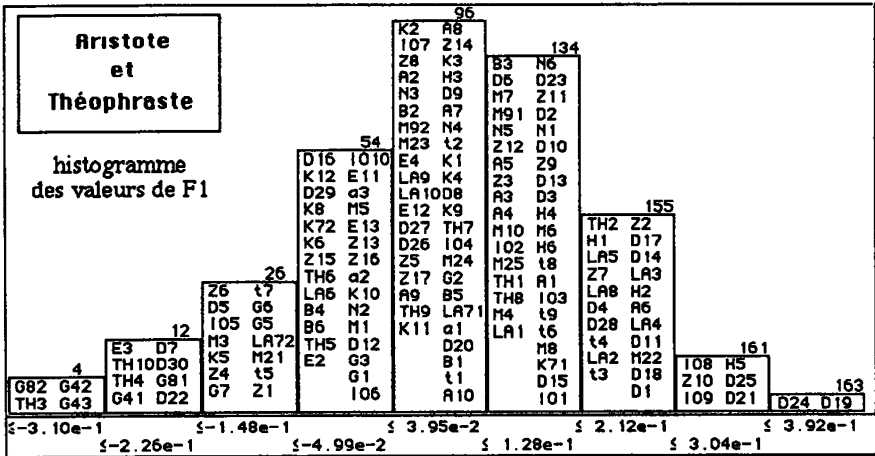 Aristote
et
Théophraste
histogramme
des valeurs de F1
4
G82 G42
TH3 G43
12
E3 D7
TH10 D30
TH4 G81
G41 D22
26
Z6 t7
D5 G6
I05 G5
M3 LA72
K5 M21
Z4 t5
G7 Z1
54
D16 I010
K12 E11
D29 a3
K8 M5
K72 E13
K6 Z13
Z15 Z16
TH6 a2
LA6 K10
B4 N2
B6 M1
TH5 D12
E2 G3
G1
I06
96
K2 A8
I07 Z14
Z8 K3
A2 H3
N3 D9
B2 A7
M92 N4
M23 t2
E4 K1
LA9 K4
LA10 D8
E12 K9
D27 TH7
D26 I04
Z5 M24
Z17 G2
A9 B5
TH9 LA71
K11 a1
D20
B1
t1
A10
134
B3 N6
D6 D23
M7 Z11
M91 D2
N5 N1
Z12 D10
A5 Z9
Z3 D13
A3 D3
A4 H4
M10 M6
I02 H6
M25 t8
TH1 A1
TH8 I03
M4 t9
LA1 t6
M8
K71
D15
I01
155
TH2 Z2
H1 D17
LA5 D14
Z7 LA3
LA8 H2
D4 A6
D28 LA4
t4 D11
LA2 M22
t3 D18
D1
161
I08 H5
Z10 D25
I09 D21
163
D24 D19
≤-3.10e-1 ≤-1.48e-1 ≤ 3.95e-2 ≤ 2.12e-1 ≤ 3.92e-1
≤-2.26e-1 ≤-4.99e-2 ≤ 1.28e-1 ≤ 3.04e-1